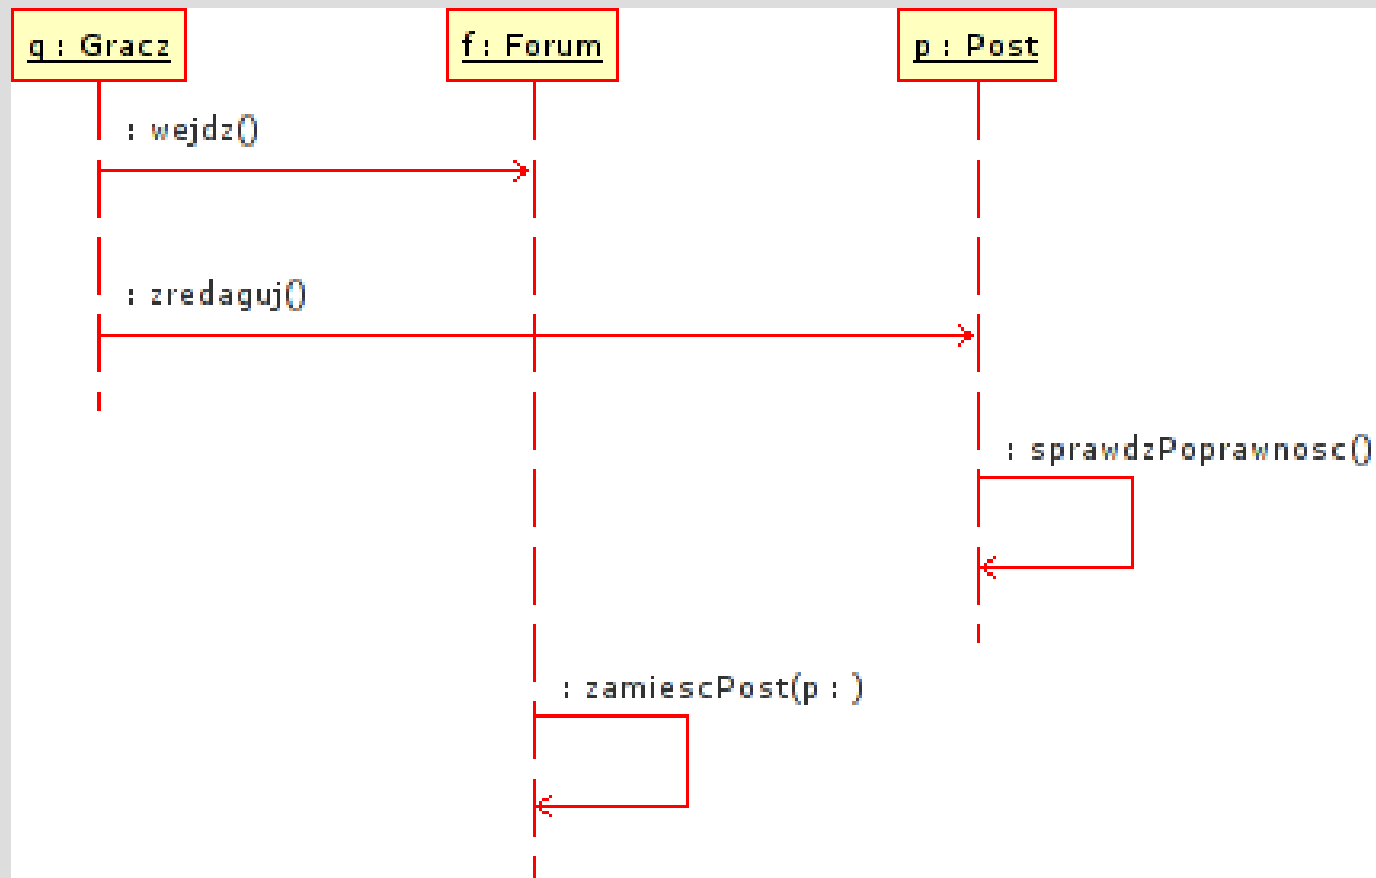 g : Gracz
f : Forum
p : Post
: wejdz()
: zredaguj()
: sprawdzPoprawnosc()
: zamiescPost(p : )